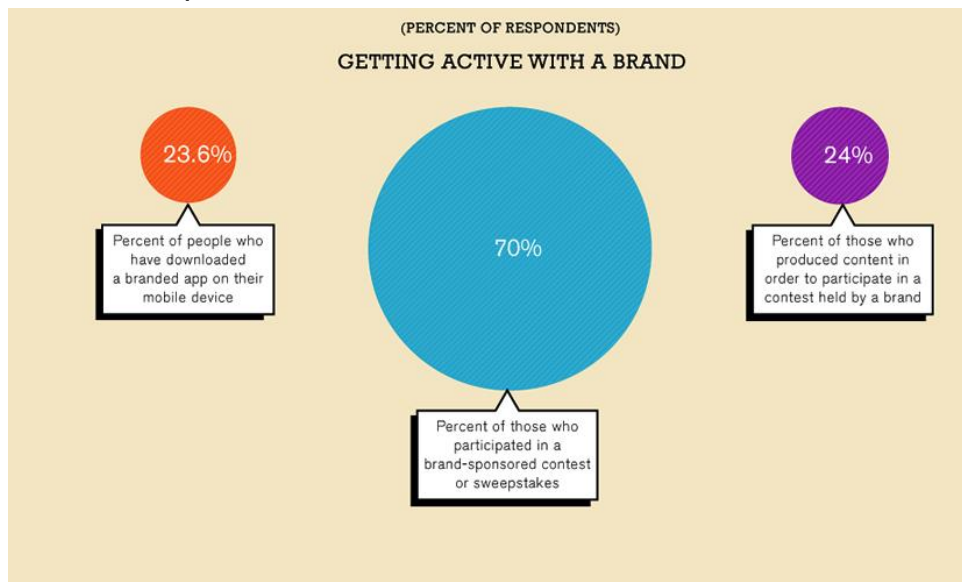 (PERCENT OF RESPONDENTS)
GETTING ACTIVE WITH A BRAND
23.6%
Percent of people who
have downloaded
a branded app on their
mobile device
70%
Percent of those who
participated in a
brand-sponsored contest
or sweepstakes
24%
Percent of those who
produced content in
order to participate in a
contest held by a brand